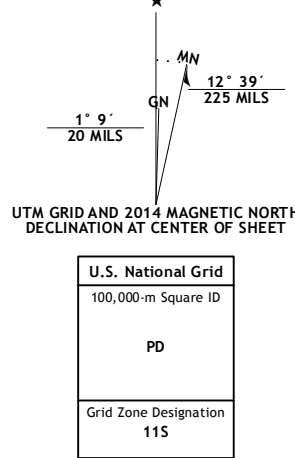 MN
12° 39´
225 MILS
GN
1° 9´
20 MILS
UTM GRID AND 2014 MAGNETIC NORTH
DECLINATION AT CENTER OF SHEET
U.S. National Grid
100,000-m Square ID
PD
Grid Zone Designation
11S